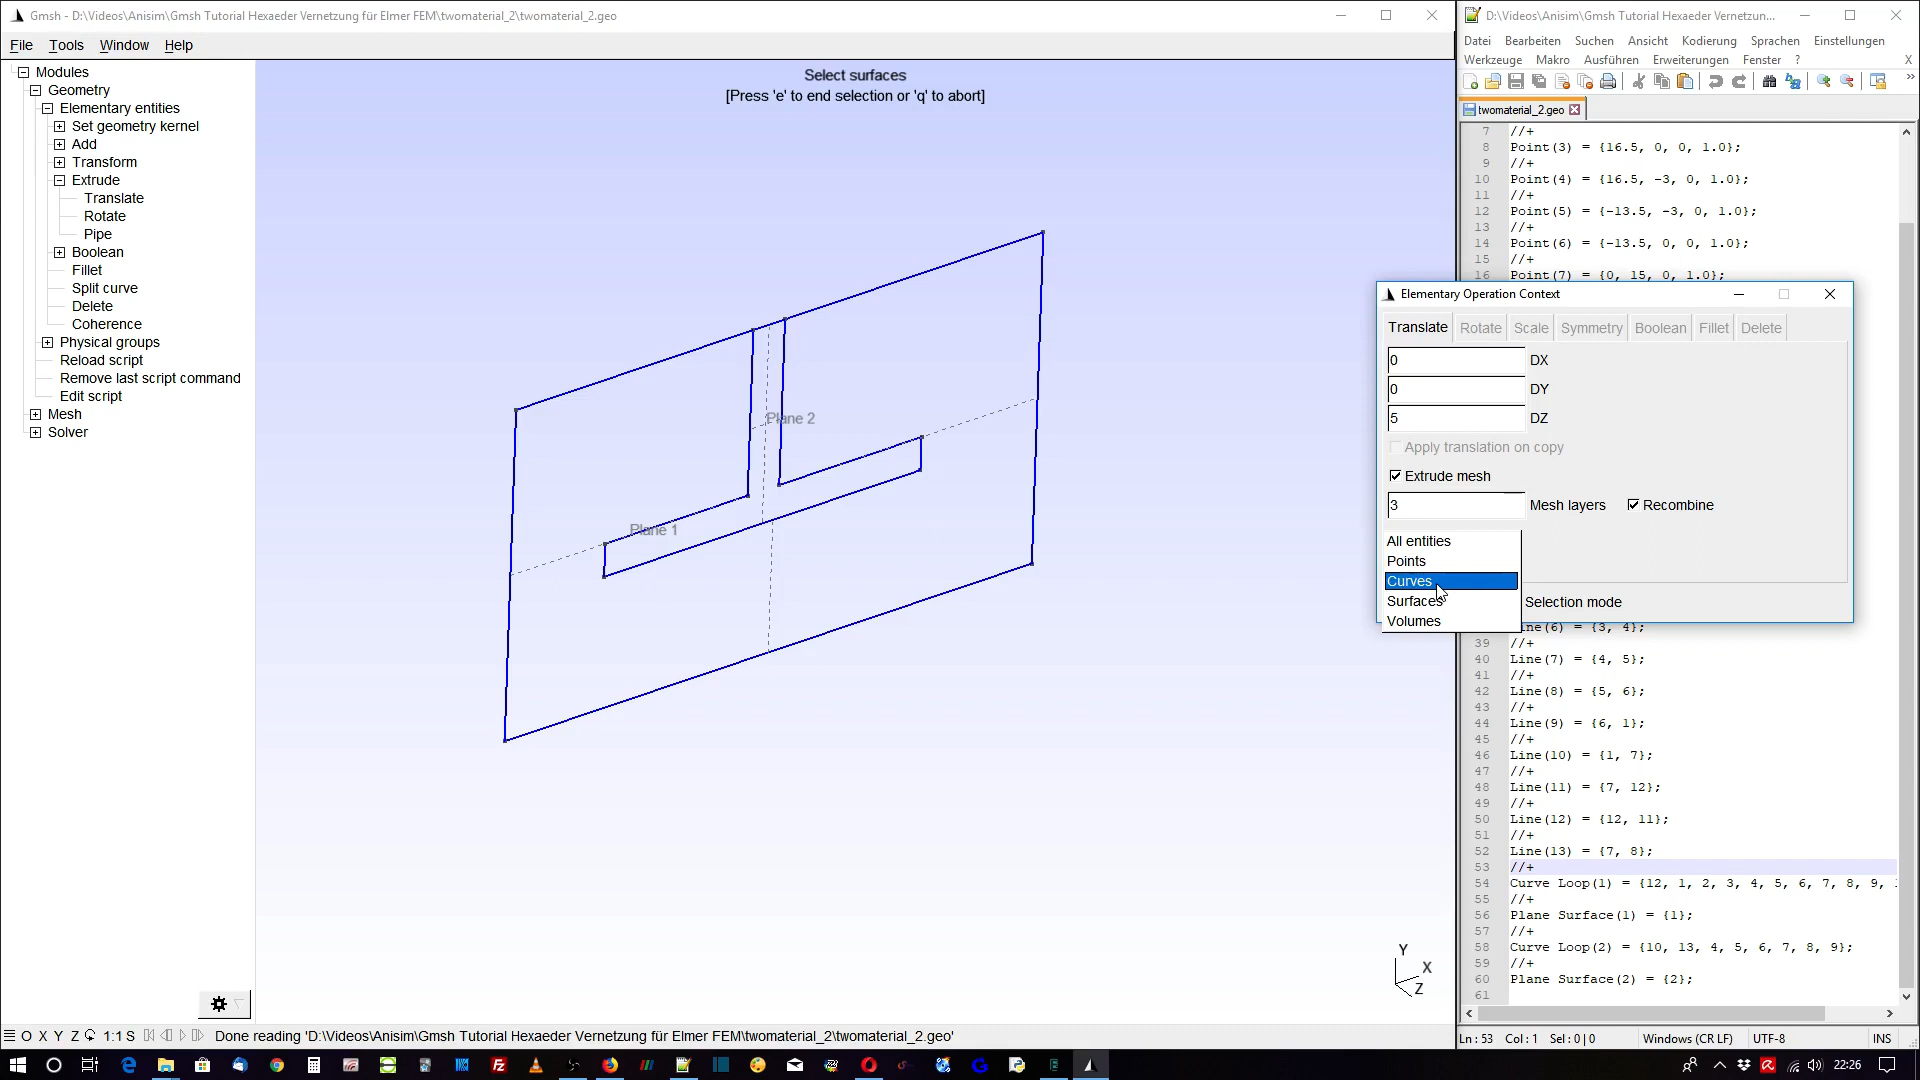 Gmsh - D:\Videos\Anisim\Gmsh Tutorial Hexaeder Vernetzung für Elmer FEM\twomaterial_2\twomaterial_2.geo
File Tools Window Help
Modules
Geometry
Elementary entities
Set geometry kernel
Add
Transform
Extrude
Translate
Rotate
Pipe
Boolean
Fillet
Split curve
Delete
Coherence
Physical groups
Reload script
Remove last script command
Edit script
Mesh
Solver
Select surfaces
[Press 'e' to end selection or 'q' to abort]
Plane 2
Plane 1
Y
X
Z
O X Y Z 1:1 S Done reading 'D:\Videos\Anisim\Gmsh Tutorial Hexaeder Vernetzung für Elmer FEM\twomaterial_2\twomaterial_2.geo'
D:\Videos\Anisim\Gmsh Tutorial Hexaeder Vernetzun...
Datei Bearbeiten Suchen Ansicht Kodierung Sprachen Einstellungen
Werkzeuge Makro Ausführen Erweiterungen Fenster ? X
twomaterial_2.geo
7 //+
8 Point(3) = {16.5, 0, 0, 1.0};
9 //+
10 Point(4) = {16.5, -3, 0, 1.0};
11 //+
12 Point(5) = {-13.5, -3, 0, 1.0};
13 //+
14 Point(6) = {-13.5, 0, 0, 1.0};
15 //+
16 Point(7) = {0, 15, 0, 1.0};
Elementary Operation Context
Translate Rotate Scale Symmetry Boolean Fillet Delete
0 DX
0 DY
5 DZ
Apply translation on copy
Extrude mesh
3 Mesh layers Recombine
All entities
Points
Curves
Surfaces
Volumes
Selection mode
Line(6) = {3, 4};
39 //+
40 Line(7) = {4, 5};
41 //+
42 Line(8) = {5, 6};
43 //+
44 Line(9) = {6, 1};
45 //+
46 Line(10) = {1, 7};
47 //+
48 Line(11) = {7, 12};
49 //+
50 Line(12) = {12, 11};
51 //+
52 Line(13) = {7, 8};
53 //+
54 Curve Loop(1) = {12, 1, 2, 3, 4, 5, 6, 7, 8, 9,
55 //+
56 Plane Surface(1) = {1};
57 //+
58 Curve Loop(2) = {10, 13, 4, 5, 6, 7, 8, 9};
59 //+
60 Plane Surface(2) = {2};
61
Ln : 53 Col : 1 Sel : 0 | 0 Windows (CR LF) UTF-8 INS
22:26